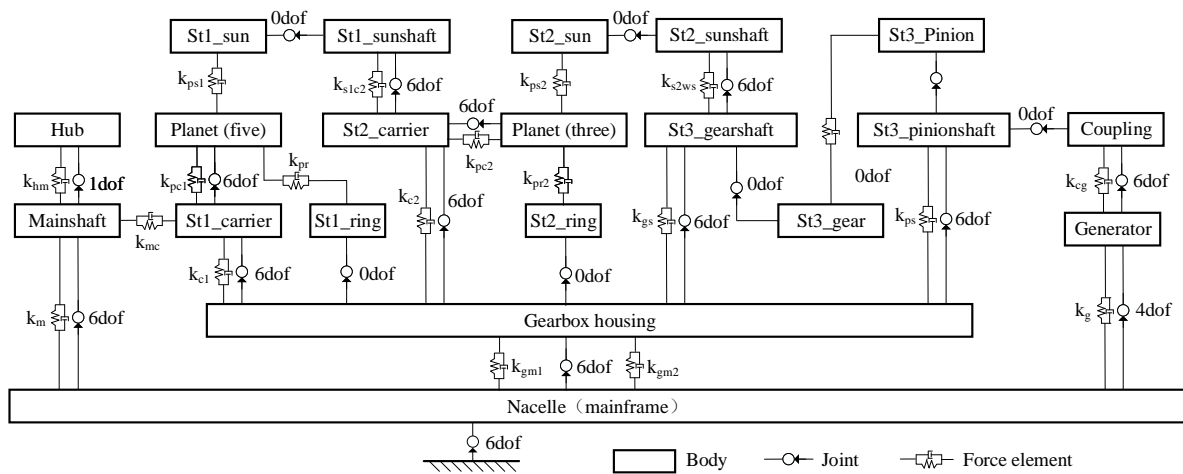 0dof
0dof
St1_sun
St1_sunshaft
St2_sun
St2_sunshaft
St3_Pinion
kps1
ks1c2
6dof
kps2
ks2ws
6dof
6dof
0dof
Hub
Planet (five)
St2_carrier
Planet (three)
St3_gearshaft
St3_pinionshaft
Coupling
kpc2
kpr
khm
1dof
kpc1
6dof
kc2
kpr2
0dof
0dof
kcg
6dof
Mainshaft
St1_carrier
St1_ring
6dof
St2_ring
kgs
6dof
St3_gear
kps
6dof
Generator
kmc
kc1
6dof
0dof
0dof
km
6dof
Gearbox housing
kg
4dof
kgm1
6dof
kgm2
Nacelle（mainframe）
6dof
Body
Joint
Force element